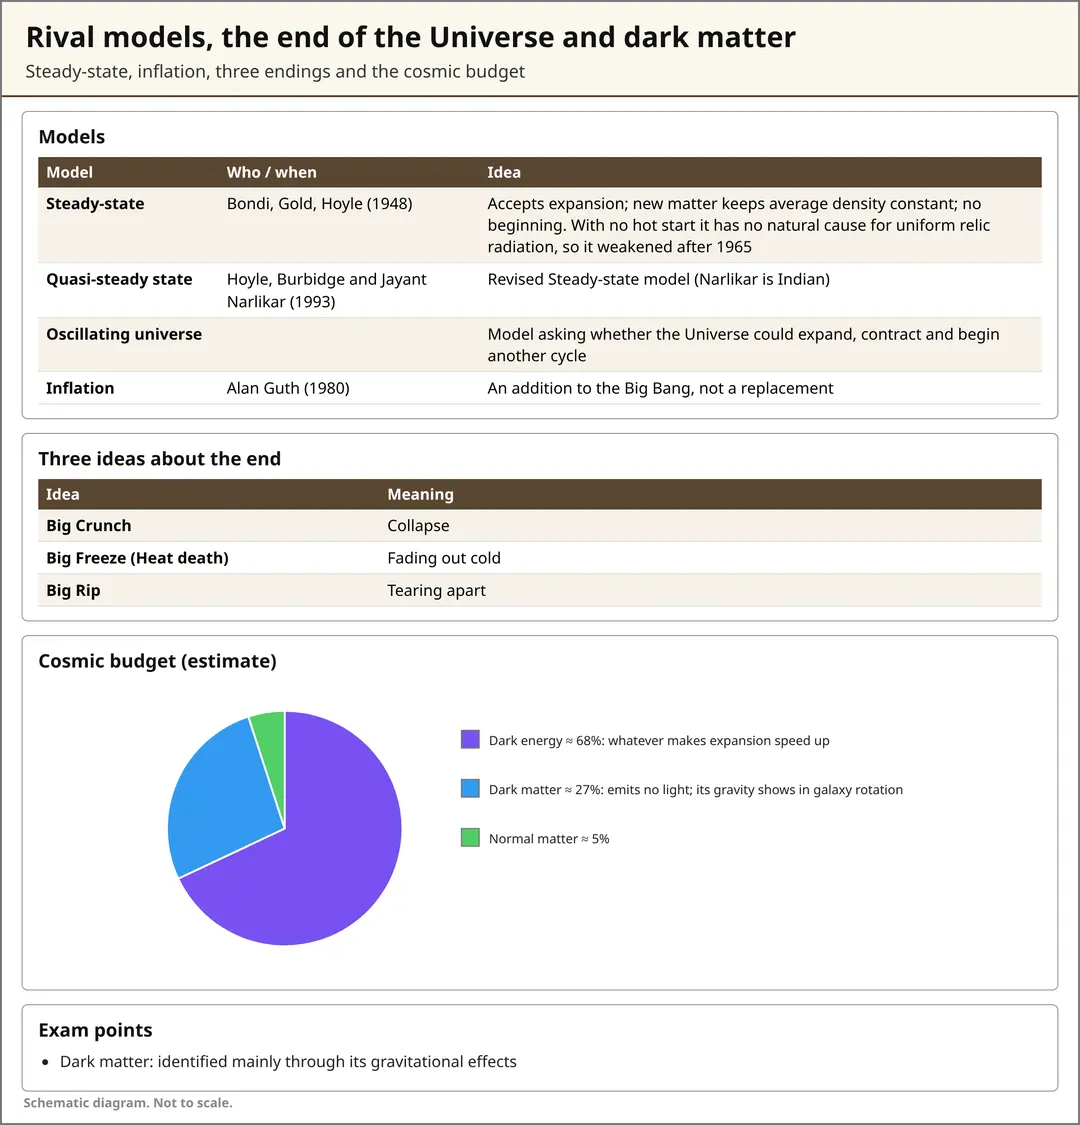 Rival models, the end of the Universe and dark matter
Steady-state, inflation, three endings and the cosmic budget
Models
Model Who / when Idea
Steady-state Bondi, Gold, Hoyle (1948) Accepts expansion; new matter keeps average density constant; no
beginning. With no hot start it has no natural cause for uniform relic
radiation, so it weakened after 1965
Quasi-steady state Hoyle, Burbidge and Jayant Revised Steady-state model (Narlikar is Indian)
Narlikar (1993)
Oscillating universe Model asking whether the Universe could expand, contract and begin
another cycle
Inflation Alan Guth (1980) An addition to the Big Bang, not a replacement
Three ideas about the end
Idea Meaning
Big Crunch Collapse
Big Freeze (Heat death) Fading out cold
Big Rip Tearing apart
Cosmic budget (estimate)
Dark energy ≈ 68%: whatever makes expansion speed up
Dark matter ≈ 27%: emits no light; its gravity shows in galaxy rotation
Normal matter ≈ 5%
Exam points
• Dark matter: identified mainly through its gravitational effects
Schematic diagram. Not to scale.